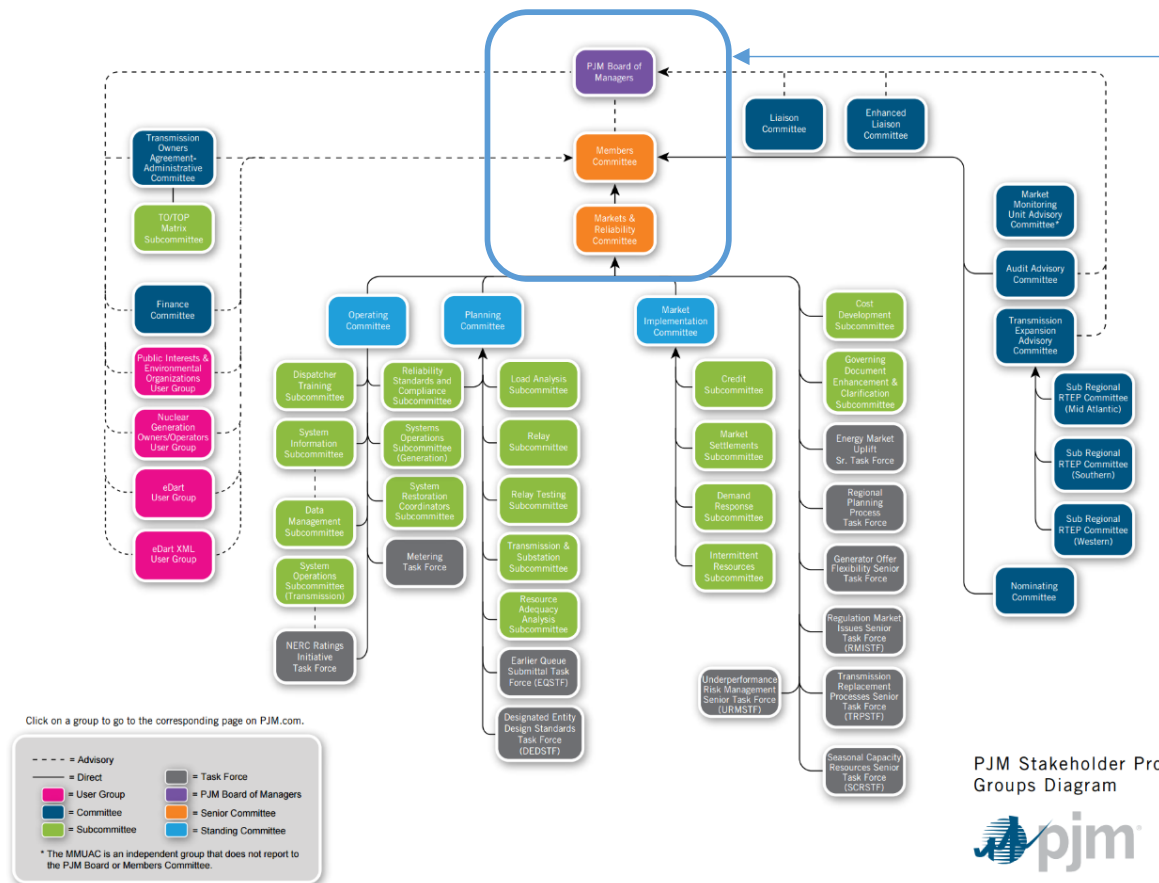 PJM Board of
Managers
Liaison
Committee
Enhanced
Liaison
Committee
Transmission
Owners
Agreement-
Administrative
Committee
Members
Committee
TO/TOP
Matrix
Subcommittee
Markets &
Reliability
Committee
Market
Monitoring
Unit Advisory
Committee*
Audit Advisory
Committee
Finance
Committee
Operating
Committee
Planning
Committee
Market
Implementation
Committee
Cost
Development
Subcommittee
Transmission
Expansion
Advisory
Committee
Public Interests &
Environmental
Organizations
User Group
Dispatcher
Training
Subcommittee
Reliability
Standards and
Compliance
Subcommittee
Load Analysis
Subcommittee
Credit
Subcommittee
Governing
Document
Enhancement &
Clarification
Subcommittee
Sub Regional
RTEP Committee
(Mid Atlantic)
Nuclear
Generation
Owners/Operators
User Group
System
Information
Subcommittee
Systems
Operations
Subcommittee
(Generation)
Relay
Subcommittee
Market
Settlements
Subcommittee
Energy Market
Uplift
Sr. Task Force
Sub Regional
RTEP Committee
(Southern)
eDart
User Group
Data
Management
Subcommittee
System
Restoration
Coordinators
Subcommittee
Relay Testing
Subcommittee
Demand
Response
Subcommittee
Regional
Planning
Process
Task Force
Sub Regional
RTEP Committee
(Western)
eDart XML
User Group
System
Operations
Subcommittee
(Transmission)
Metering
Task Force
Transmission &
Substation
Committee
Intermittent
Resources
Subcommittee
Generator Offer
Flexibility Senior
Task Force
Nominating
Committee
Resource
Adequacy
Analysis
Subcommittee
Regulation Market
Issues Senior
Task Force
(RMISTF)
NERC Ratings
Initiative
Task Force
Earlier Queue
Submittal Task
Force (EQSTF)
Underperformance
Risk Management
Senior Task Force
(URMSTF)
Transmission
Replacement
Processes Senior
Task Force
(TRPSTF)
Designated Entity
Design Standards
Task Force
(DEDSTF)
Seasonal Capacity
Resources Senior
Task Force
(SCRSTF)
Click on a group to go to the corresponding page on PJM.com.
= Advisory
= Direct
= User Group
= Committee
= Subcommittee
= Task Force
= PJM Board of Managers
= Senior Committee
= Standing Committee
* The MMUAC is an independent group that does not report to
the PJM Board or Members Committee.
PJM Stakeholder Pro
Groups Diagram
pjm®